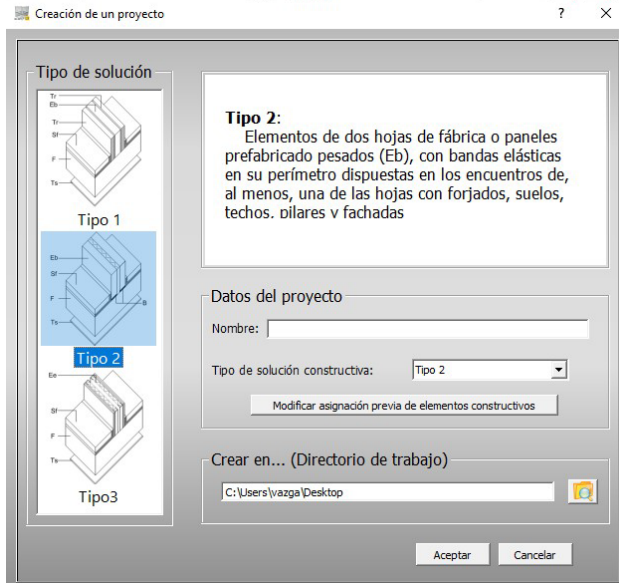 Creación de un proyecto
?
Tipo de solución
Tr
Eb
Tr
Sf
F
Ts
Tipo 1
Eb
Sf
F
B
Ts
Tipo 2
Ee
Sf
F
Ts
Tipo3
Tipo 2:
Elementos de dos hojas de fábrica o paneles
prefabricado pesados (Eb), con bandas elásticas
en su perímetro dispuestas en los encuentros de,
al menos, una de las hojas con forjados, suelos,
techos, pilares y fachadas
Datos del proyecto
Nombre:
Tipo de solución constructiva: Tipo 2
Modificar asignación previa de elementos constructivos
Crear en... (Directorio de trabajo)
C:\Users\vazga\Desktop
Aceptar Cancelar